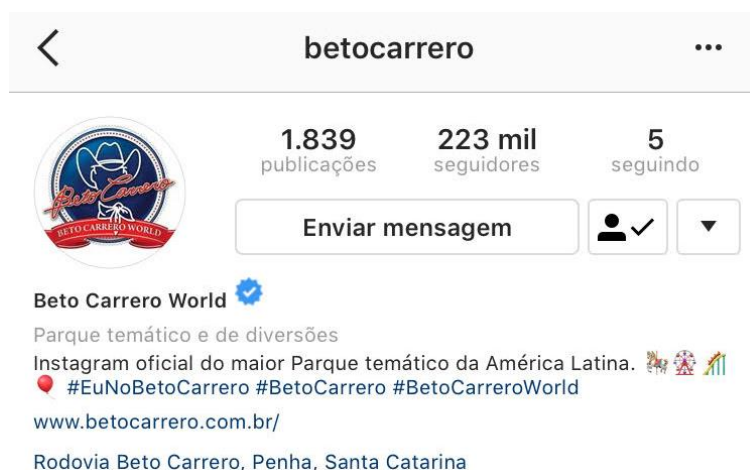 betocarrero
1.839 223 mil 5
publicações seguidores seguindo
Enviar mensagem
Beto Carrero
BETO CARRERO WORLD
Beto Carrero World
Parque temático e de diversões
Instagram oficial do maior Parque temático da América Latina. 🎠🎡🎢
🎈 #EuNoBetoCarrero #BetoCarrero #BetoCarreroWorld
www.betocarrero.com.br/
Rodovia Beto Carrero, Penha, Santa Catarina